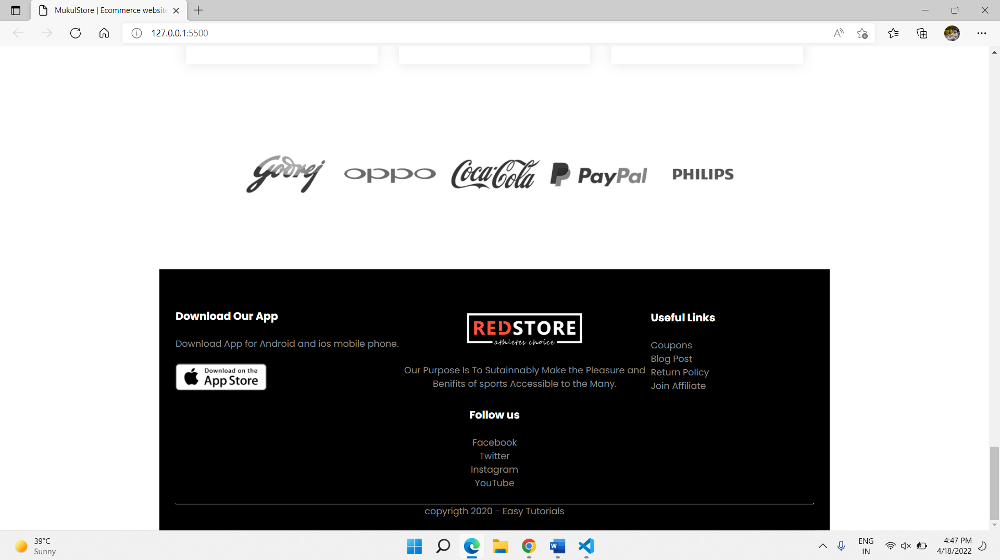 MukulStore | Ecommerce website
127.0.0.1:5500
Godrej
oppo
Coca-Cola
PayPal
PHILIPS
Download Our App
Download App for Android and ios mobile phone.
Download on the
App Store
REDSTORE
athletes choice
Our Purpose Is To Sutainnably Make the Pleasure and
Benifits of sports Accessible to the Many.
Useful Links
Coupons
Blog Post
Return Policy
Join Affiliate
Follow us
Facebook
Twitter
Instagram
YouTube
copyrigth 2020 - Easy Tutorials
39°C
Sunny
ENG
IN
4:47 PM
4/18/2022